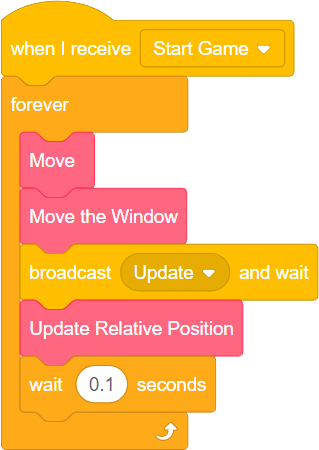 when I receive Start Game
forever
Move
Move the Window
broadcast Update and wait
Update Relative Position
wait 0.1 seconds